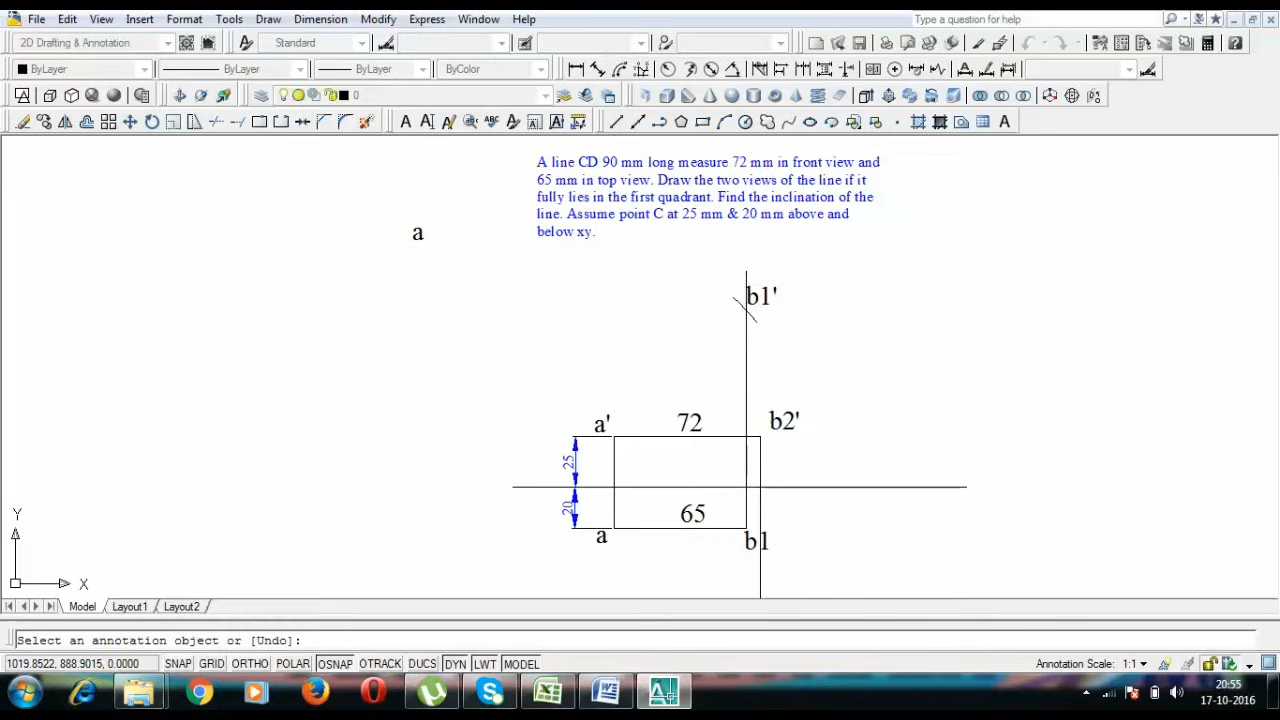 File Edit View Insert Format Tools Draw Dimension Modify Express Window Help Type a question for help
2D Drafting & Annotation Standard
ByLayer ByLayer ByLayer ByColor
0
A line CD 90 mm long measure 72 mm in front view and
65 mm in top view. Draw the two views of the line if it
fully lies in the first quadrant. Find the inclination of the
line. Assume point C at 25 mm & 20 mm above and
below xy.
a
b1'
a' 72 b2'
25
20 65
a b1
Y
X
Model Layout1 Layout2
Select an annotation object or [Undo]:
1019.8522, 888.9015, 0.0000 SNAP GRID ORTHO POLAR OSNAP OTRACK DUCS DYN LWT MODEL Annotation Scale: 1:1
20:55
17-10-2016